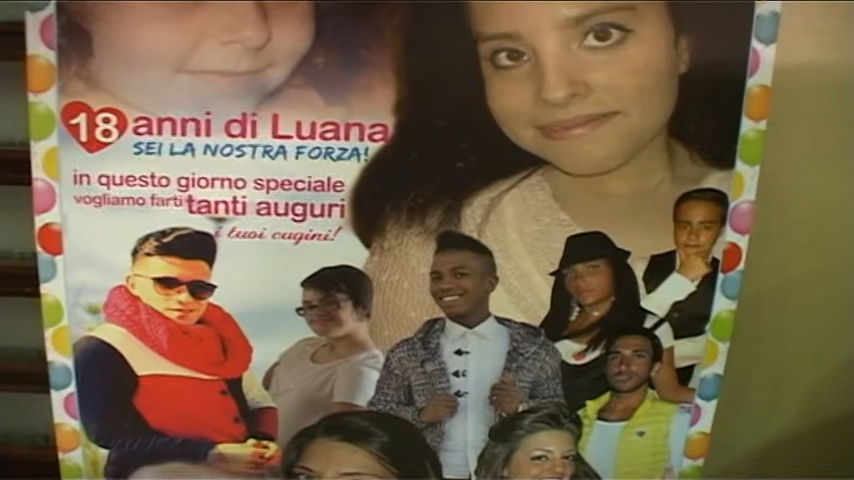 18 anni di Luana
SEI LA NOSTRA FORZA!
in questo giorno speciale
vogliamo farti tanti auguri
i tuoi cugini!